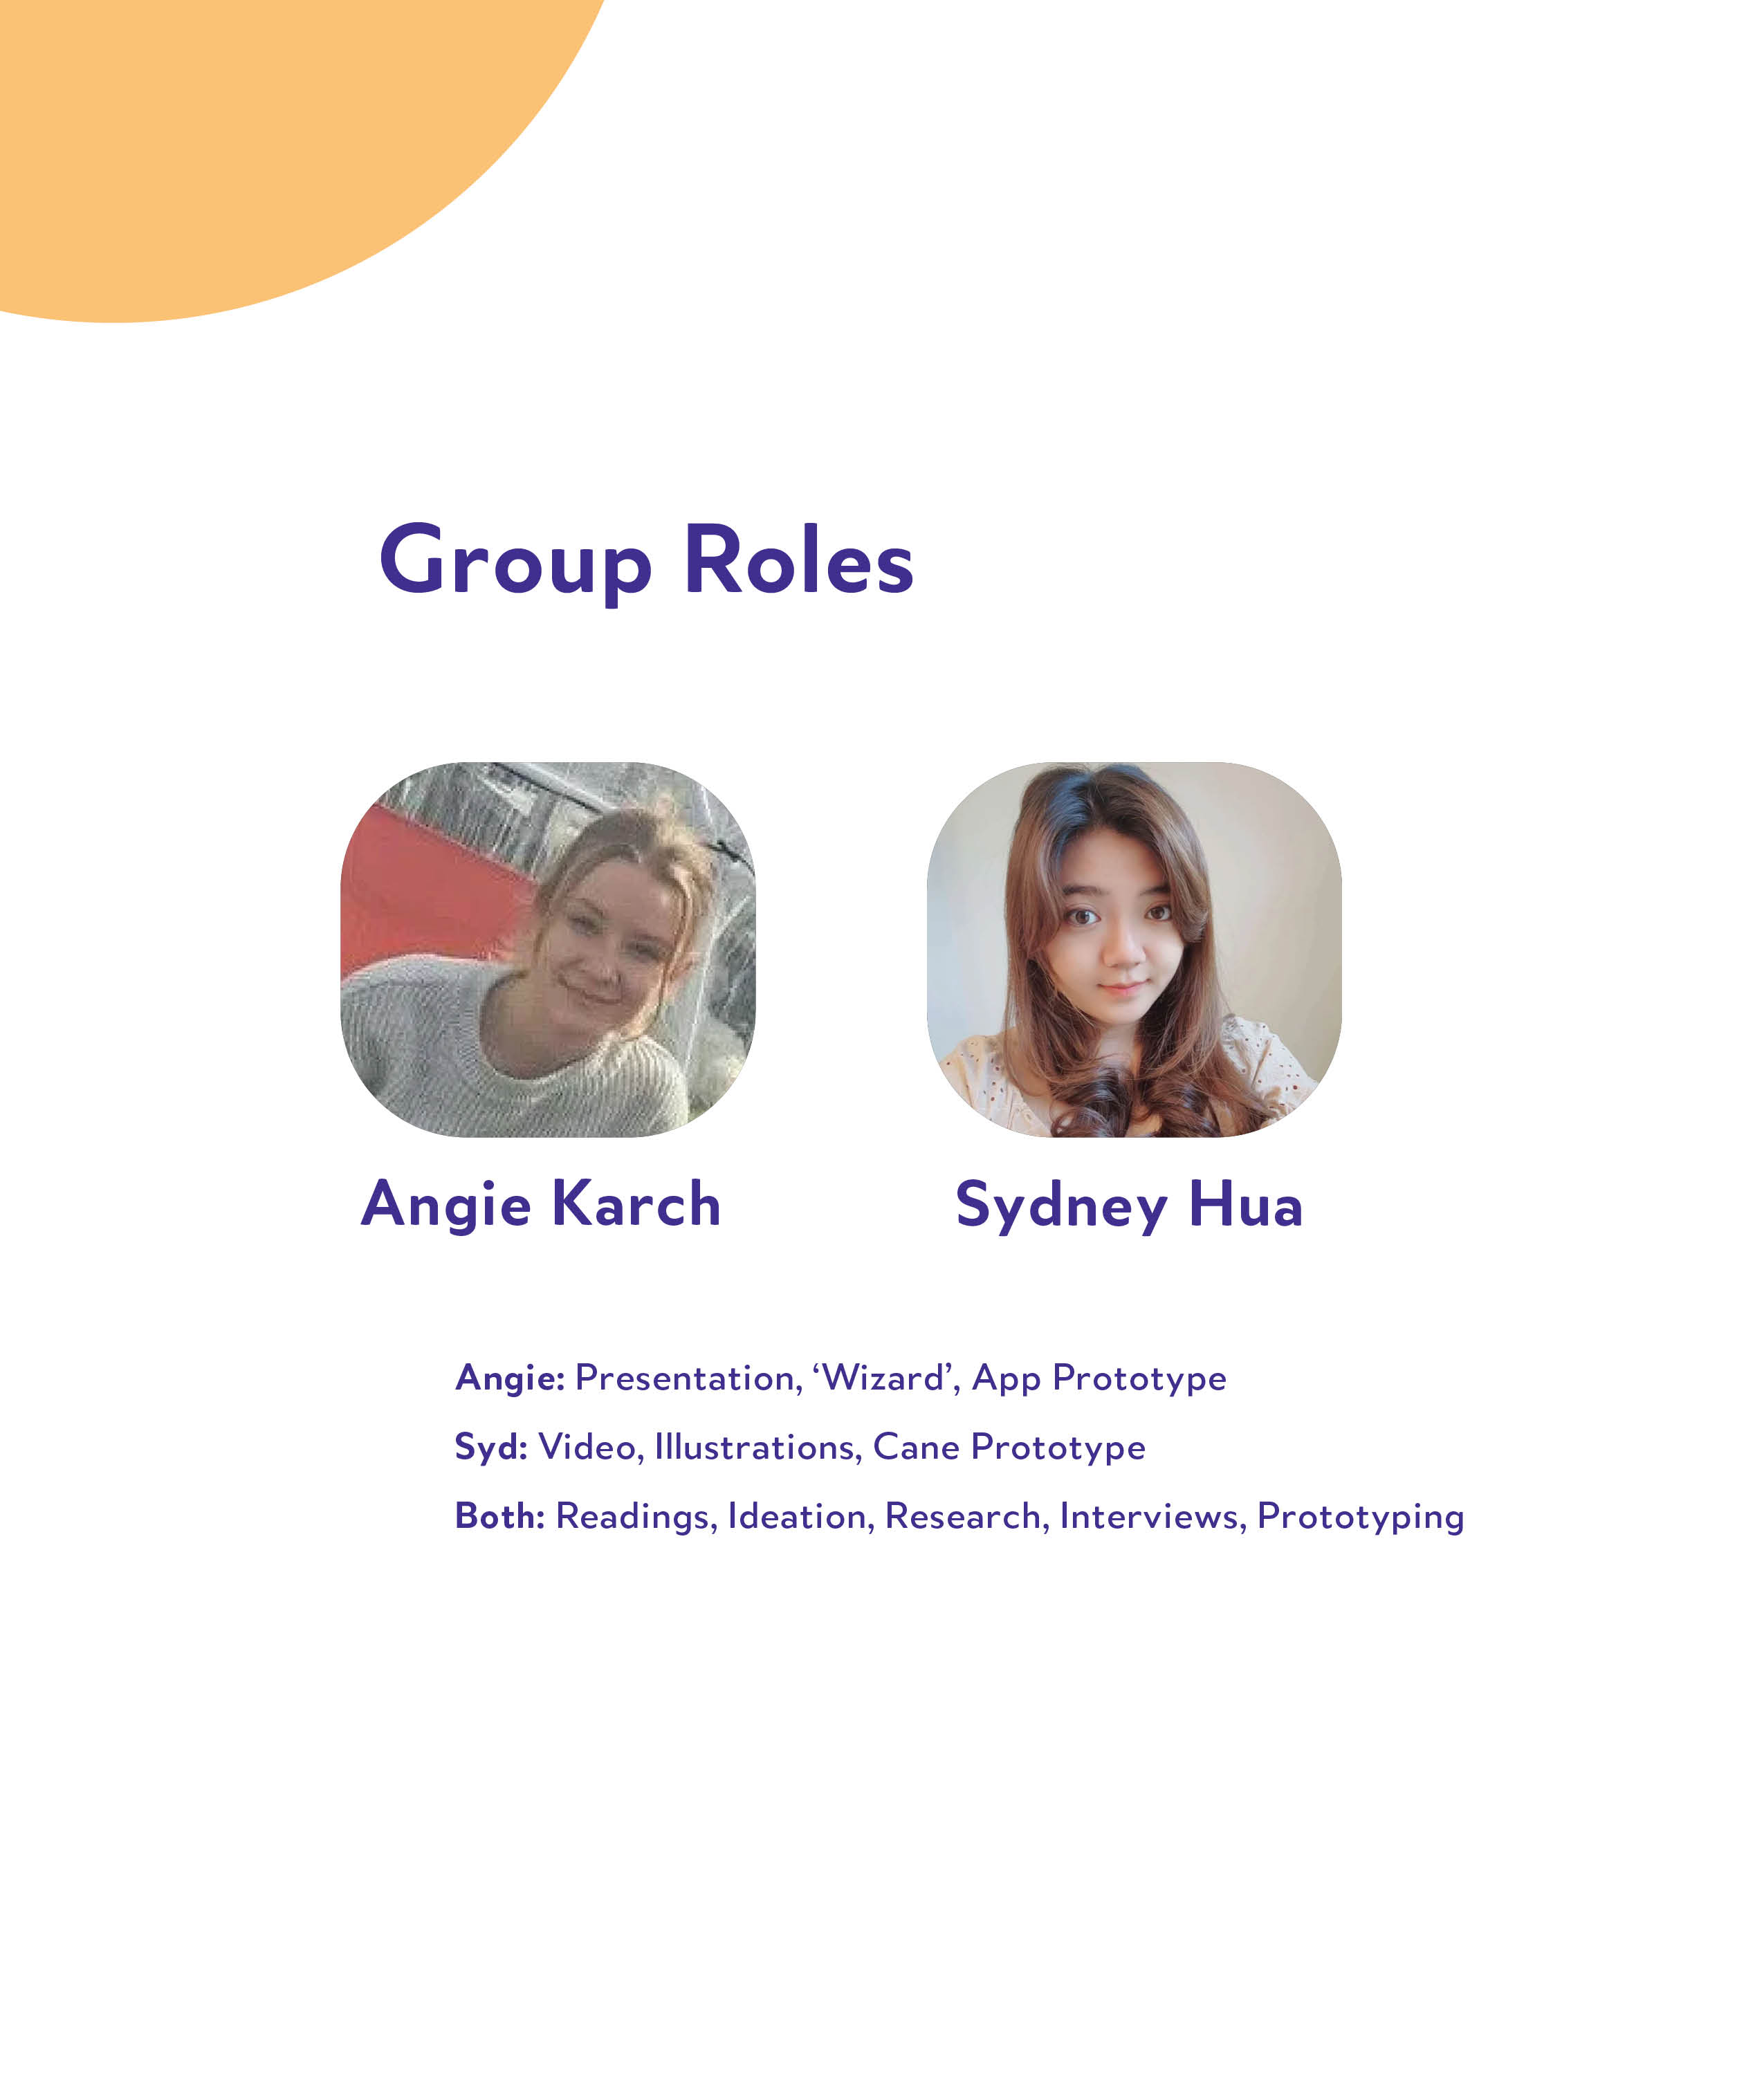 Group Roles
Angie Karch
Sydney Hua
Angie: Presentation, ‘Wizard’, App Prototype
Syd: Video, Illustrations, Cane Prototype
Both: Readings, Ideation, Research, Interviews, Prototyping